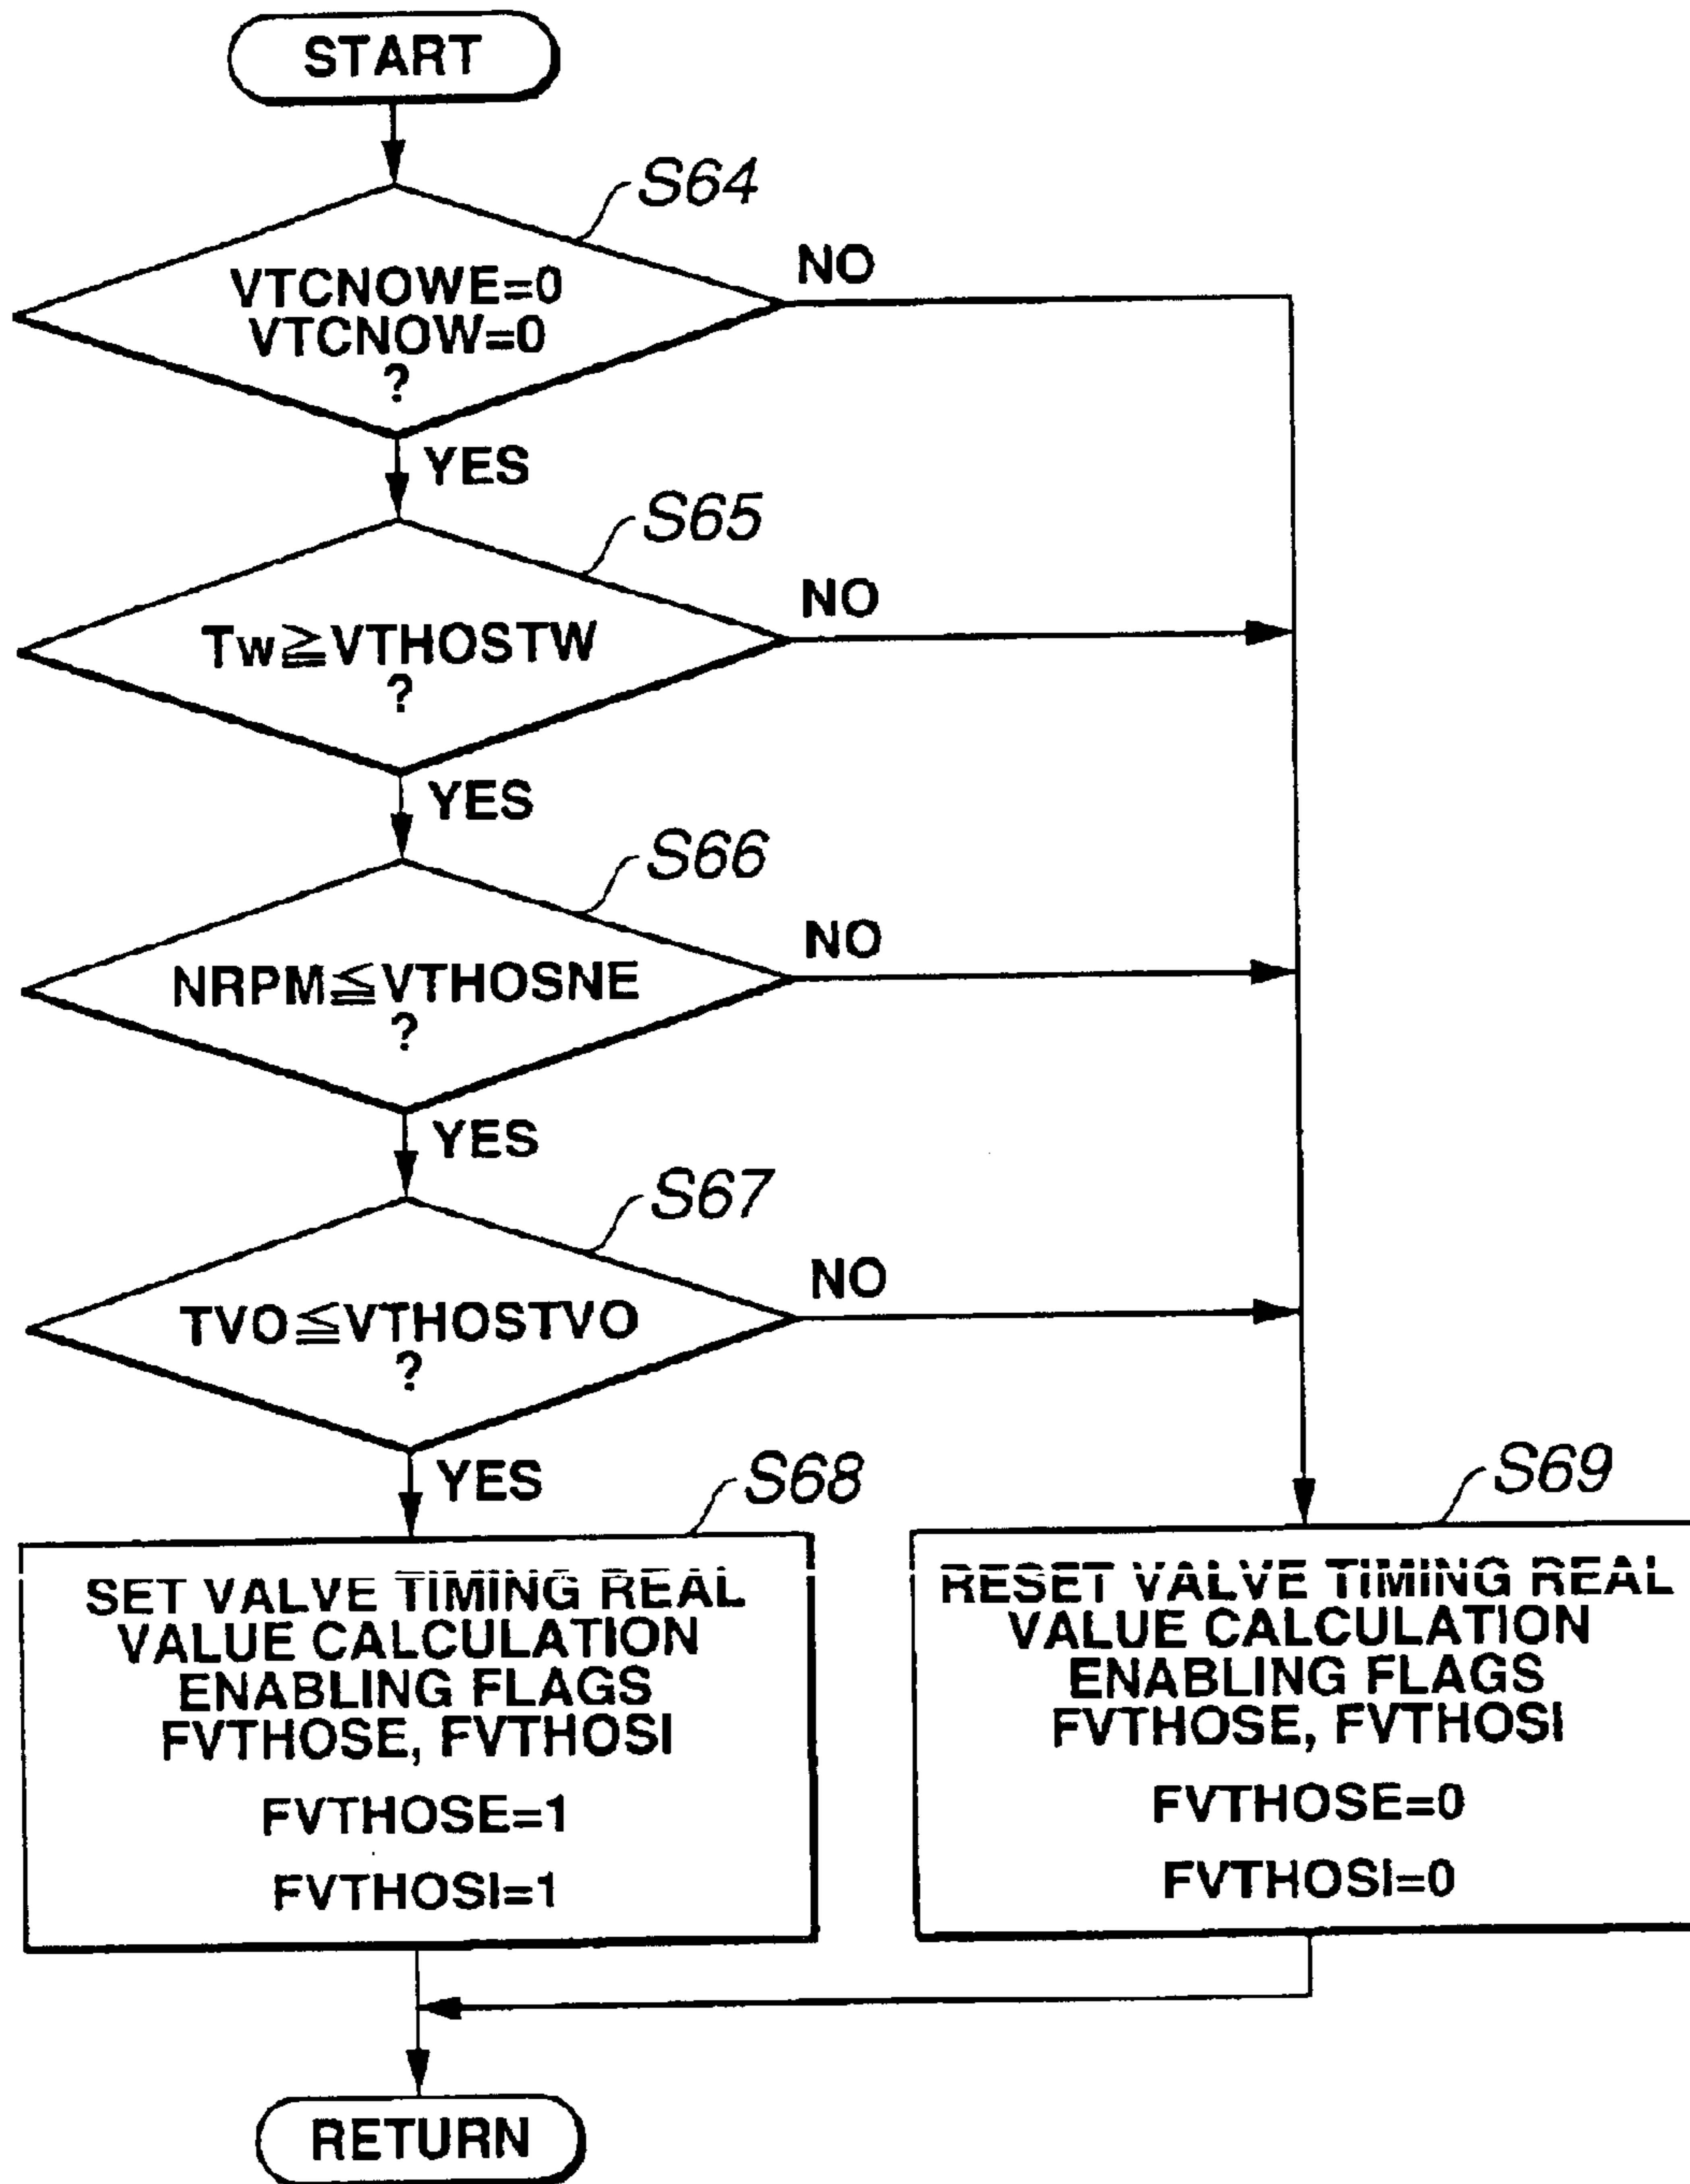 START
S64
VTCNOWE=0
VTCNOW=0
?
NO
YES
S65
Tw≧VTHOSTW
?
NO
YES
S66
NRPM≦VTHOSNE
?
NO
YES
S67
TVO≦VTHOSTVO
?
NO
YES
S68
SET VALVE TIMING REAL
VALUE CALCULATION
ENABLING FLAGS
FVTHOSE, FVTHOSI
FVTHOSE=1
FVTHOSI=1
S69
RESET VALVE TIMING REAL
VALUE CALCULATION
ENABLING FLAGS
FVTHOSE, FVTHOSI
FVTHOSE=0
FVTHOSI=0
RETURN